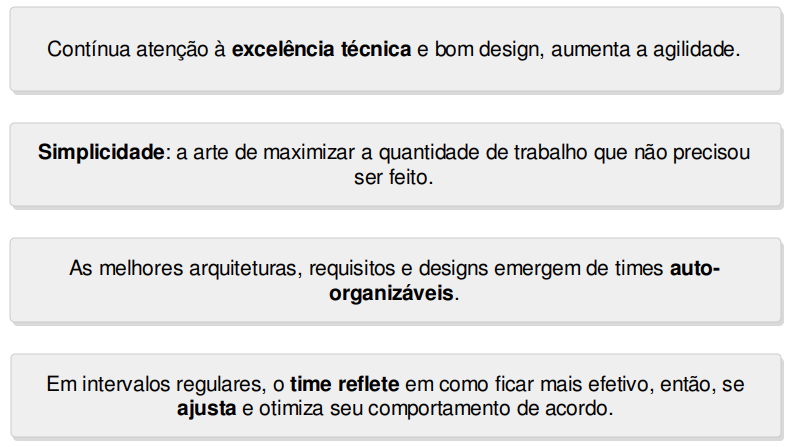 Contínua atenção à excelência técnica e bom design, aumenta a agilidade.
Simplicidade: a arte de maximizar a quantidade de trabalho que não precisou
ser feito.
As melhores arquiteturas, requisitos e designs emergem de times auto-
organizáveis.
Em intervalos regulares, o time reflete em como ficar mais efetivo, então, se
ajusta e otimiza seu comportamento de acordo.